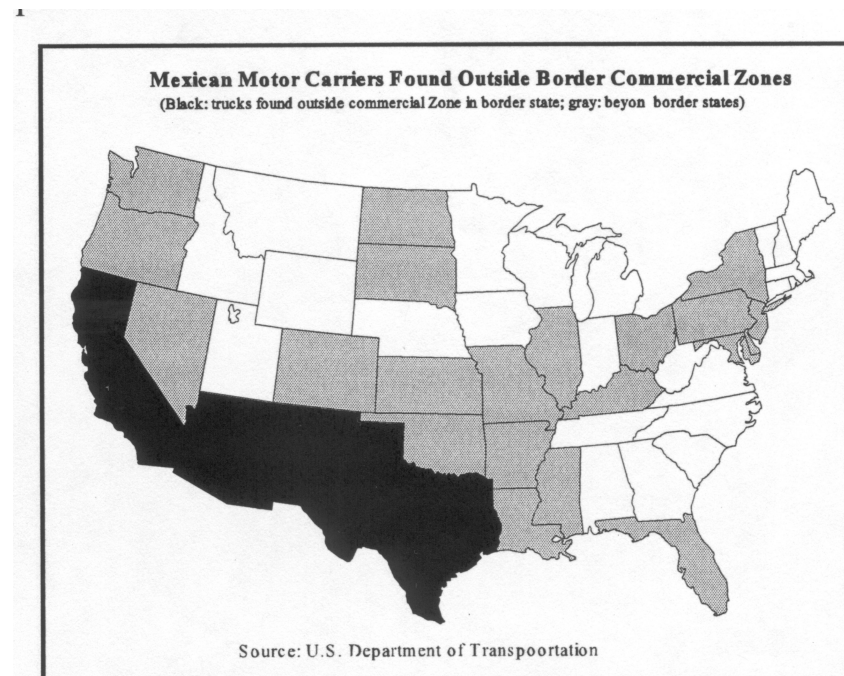 Mexican Motor Carriers Found Outside Border Commercial Zones
(Black: trucks found outside commercial Zone in border state; gray: beyon border states)
Source: U.S. Department of Transpoortation